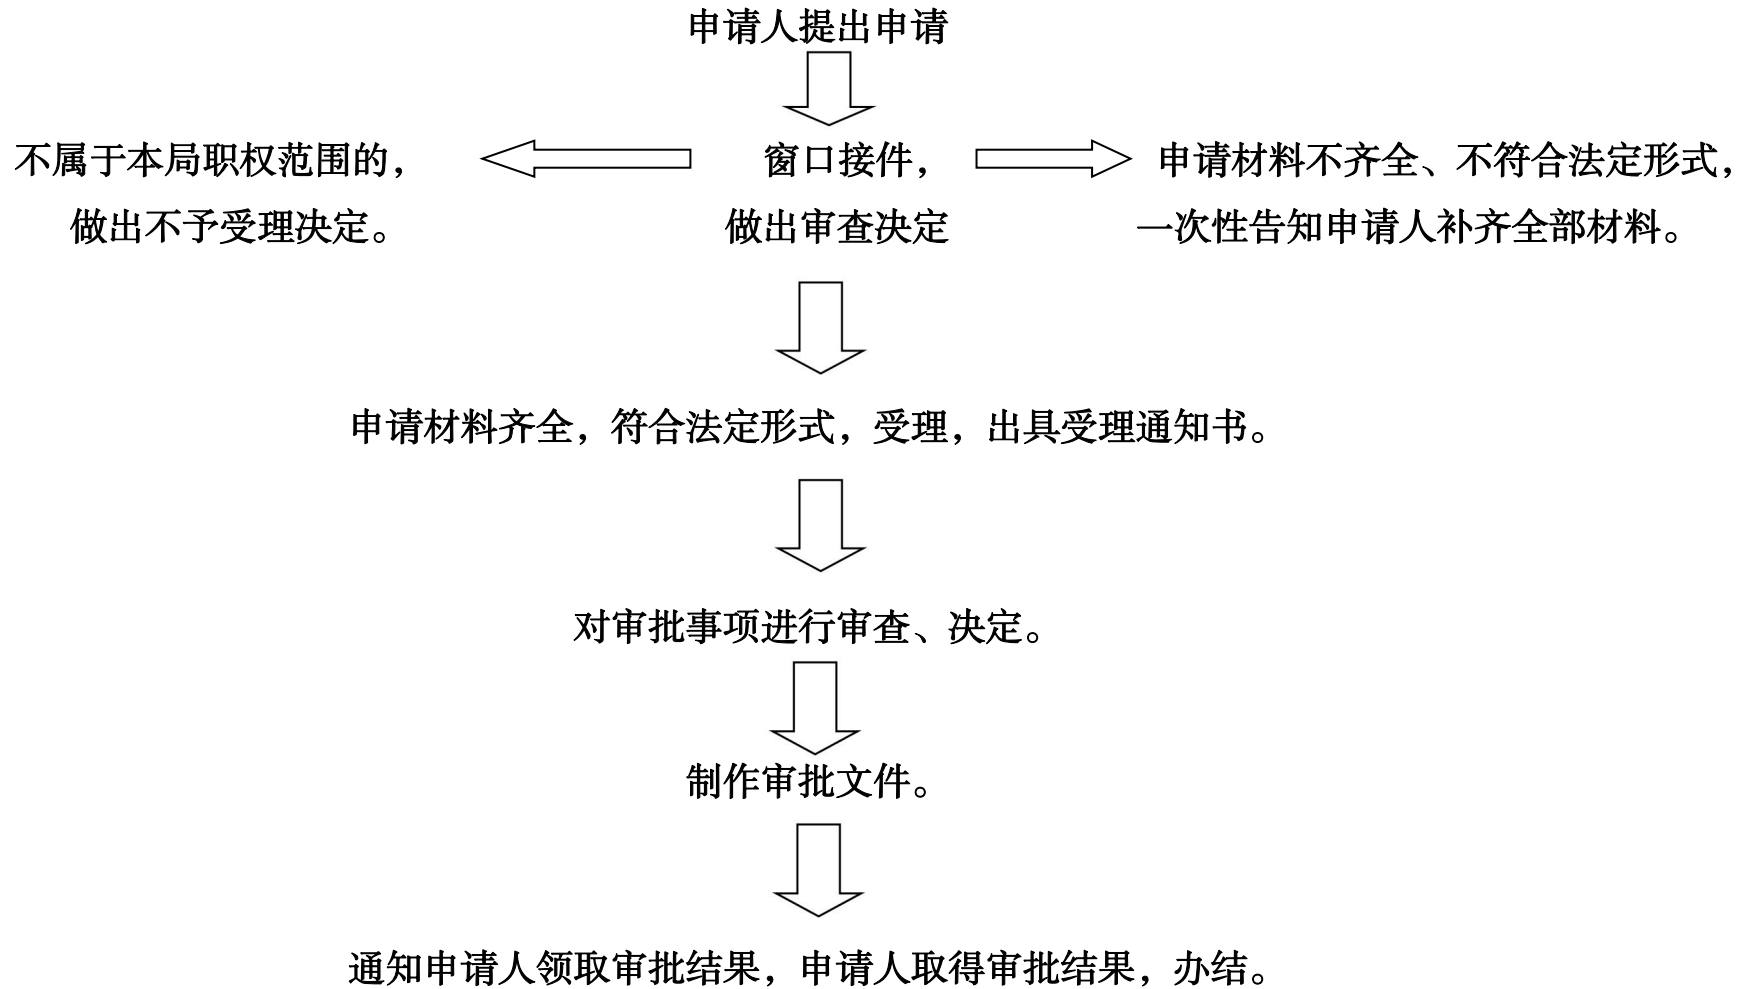 申请人提出申请
不属于本局职权范围的，
做出不予受理决定。
窗口接件，
做出审查决定
申请材料不齐全、不符合法定形式，
一次性告知申请人补齐全部材料。
申请材料齐全，符合法定形式，受理，出具受理通知书。
对审批事项进行审查、决定。
制作审批文件。
通知申请人领取审批结果，申请人取得审批结果，办结。